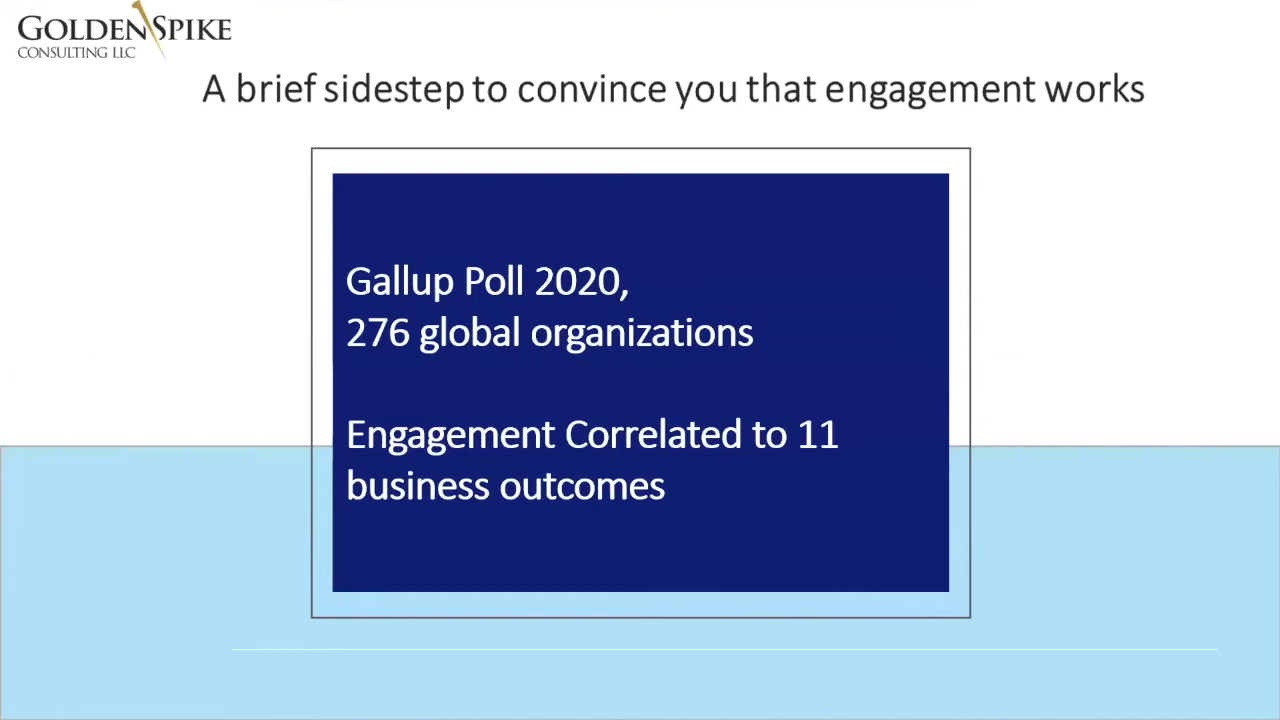 GOLDEN SPIKE
CONSULTING LLC
A brief sidestep to convince you that engagement works
Gallup Poll 2020,
276 global organizations
Engagement Correlated to 11
business outcomes